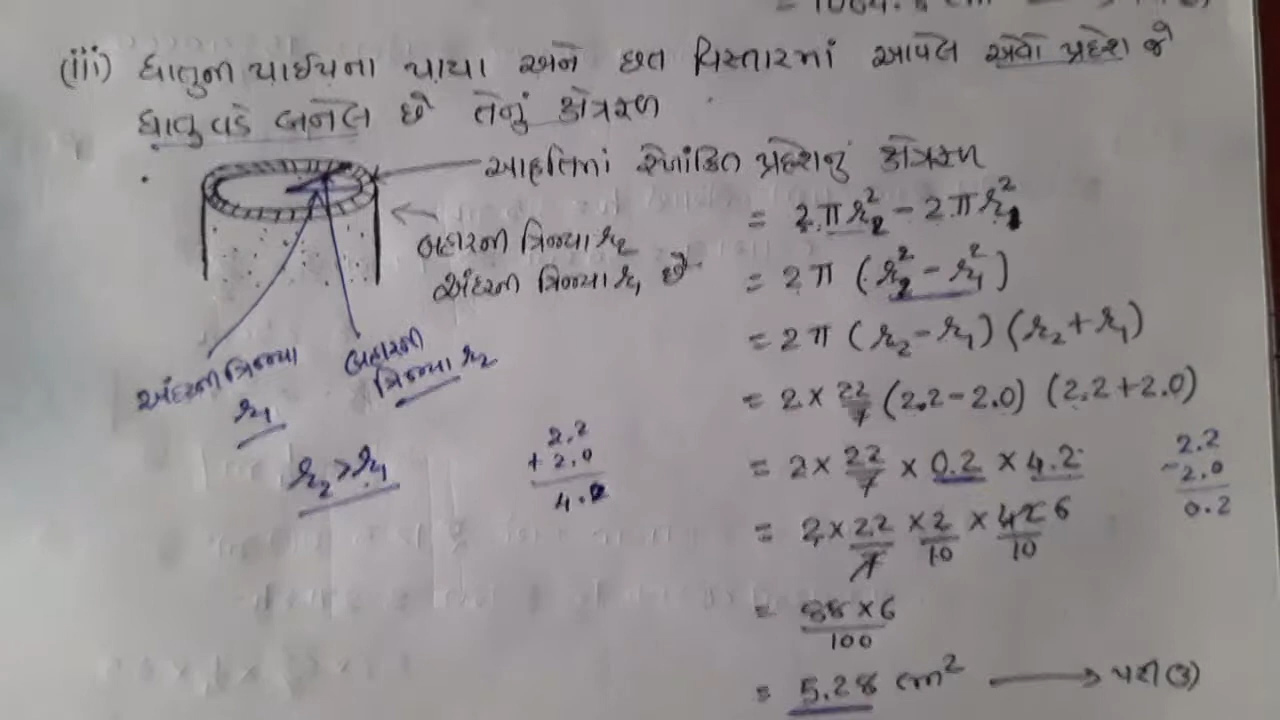 (iii) ધાતુની પાઈપના પાયા અને છત વિસ્તારમાં આવેલ એવો પ્રદેશ જે
ધાતુ વડે બનેલ છે તેનું ક્ષેત્રફળ
આકૃતિમાં રેખાંકિત પ્રદેશનું ક્ષેત્રફળ
= 2πr₂² - 2πr₁²
બહારની ત્રિજ્યા r₂
અંદરની ત્રિજ્યા r₁ છે
= 2π (r₂² - r₁²)
= 2π (r₂ - r₁) (r₂ + r₁)
અંદરની ત્રિજ્યા
r₁
બહારની
ત્રિજ્યા r₂
= 2 × 22/7 (2.2 - 2.0) (2.2 + 2.0)
r₂ > r₁
2.2
+ 2.0
4.2
= 2 × 22/7 × 0.2 × 4.2
2.2
- 2.0
0.2
= 2 × 22/7 × 2/10 × 42/10 6
= 88 × 6/100
= 5.28 cm² → પરી (૩)